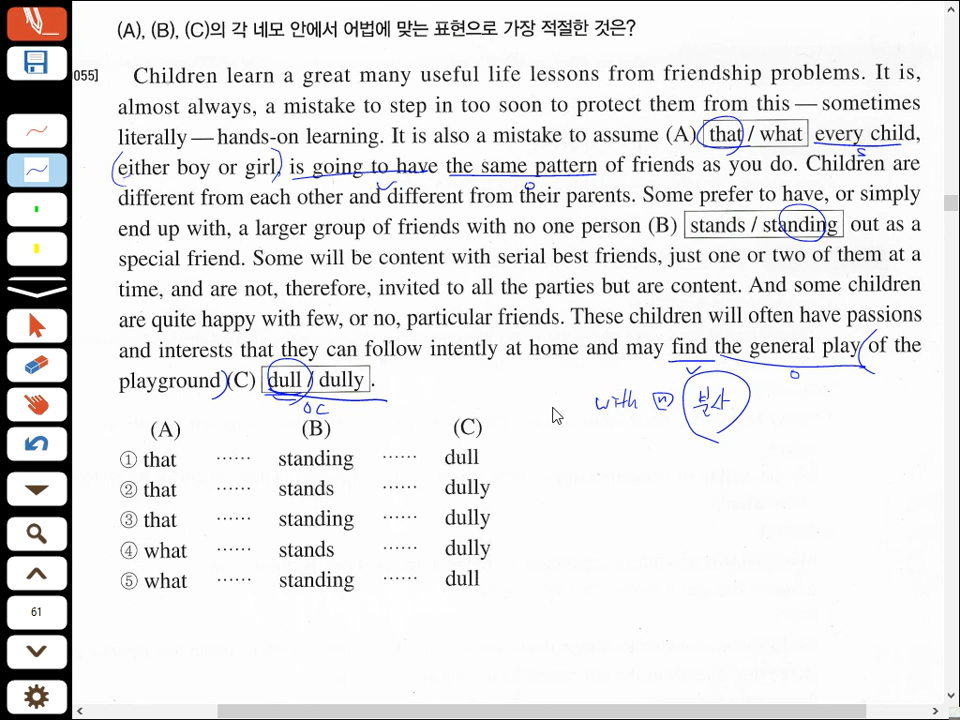 (A), (B), (C)의 각 네모 안에서 어법에 맞는 표현으로 가장 적절한 것은?
055] Children learn a great many useful life lessons from friendship problems. It is,
almost always, a mistake to step in too soon to protect them from this — sometimes
literally — hands-on learning. It is also a mistake to assume (A) that / what every child,
S
either boy or girl, is going to have the same pattern of friends as you do. Children are
V O
different from each other and different from their parents. Some prefer to have, or simply
end up with, a larger group of friends with no one person (B) stands / standing out as a
special friend. Some will be content with serial best friends, just one or two of them at a
time, and are not, therefore, invited to all the parties but are content. And some children
are quite happy with few, or no, particular friends. These children will often have passions
and interests that they can follow intently at home and may find the general play of the
V O
playground (C) dull / dully.
OC
with n 분사
(A) (B) (C)
① that …… standing …… dull
② that …… stands …… dully
③ that …… standing …… dully
④ what …… stands …… dully
⑤ what …… standing …… dull
61